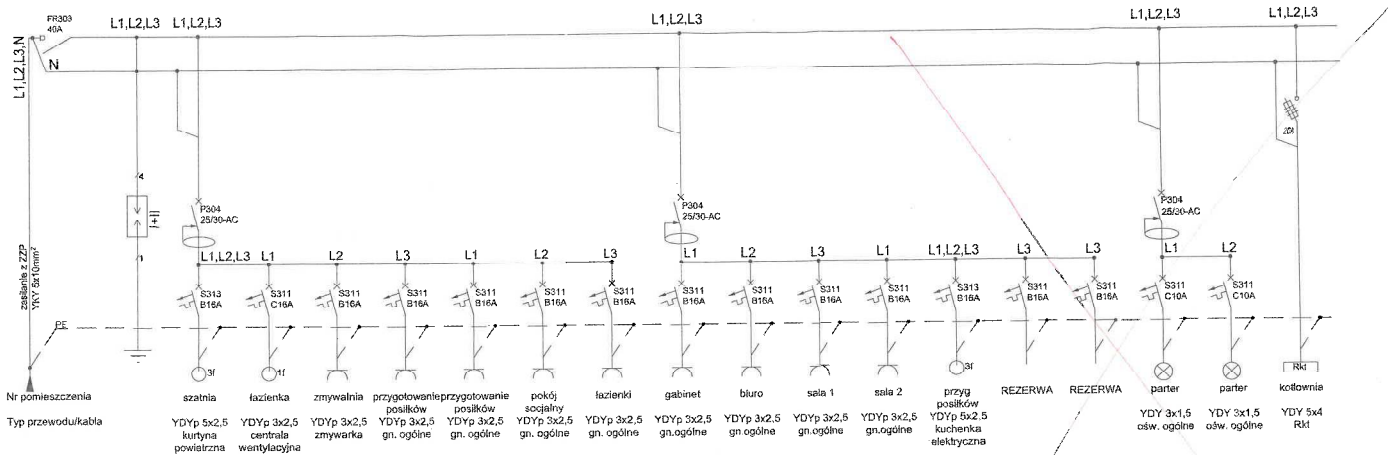 FR303
40A
L1,L2,L3 L1,L2,L3 L1,L2,L3 L1,L2,L3 L1,L2,L3
L1,L2,L3,N
N
20A
4
P304
25/30-AC
P304
25/30-AC
P304
25/30-AC
I+II
1
zasilanie z ZZP
YKY 5x10mm²
L1,L2,L3 L1 L2 L3 L1 L2 L3 L1 L2 L3 L1 L1,L2,L3 L3 L3 L1 L2
S313 S311 S311 S311 S311 S311 S311 S311 S311 S311 S311 S313 S311 S311 S311 S311
B16A C16A B16A B16A B16A B16A B16A B16A B16A B16A B16A B16A B16A B16A C10A C10A
PE
3f 1f 3f Rkt
Nr pomieszczenia szatnia łazienka zmywalnia przygotowanie przygotowanie pokój łazienki gabinet biuro sala 1 sala 2 przyg REZERWA REZERWA parter parter kotłownia
posiłków posiłków socjalny posiłków
Typ przewodu/kabla YDYp 5x2,5 YDYp 3x2,5 YDYp 3x2,5 YDYp 3x2,5 YDYp 3x2,5 YDYp 3x2,5 YDYp 3x2,5 YDYp 3x2,5 YDYp 3x2,5 YDYp 3x2,5 YDYp 3x2,5 YDYp 5x2,5 YDY 3x1,5 YDY 3x1,5 YDY 5x4
kurtyna centrala zmywarka gn. ogólne gn. ogólne gn. ogólne gn. ogólne gn.ogólne gn.ogólne gn.ogólne gn.ogólne kuchenka ośw. ogólne ośw. ogólne Rkt
powietrzna wentylacyjna elektryczna